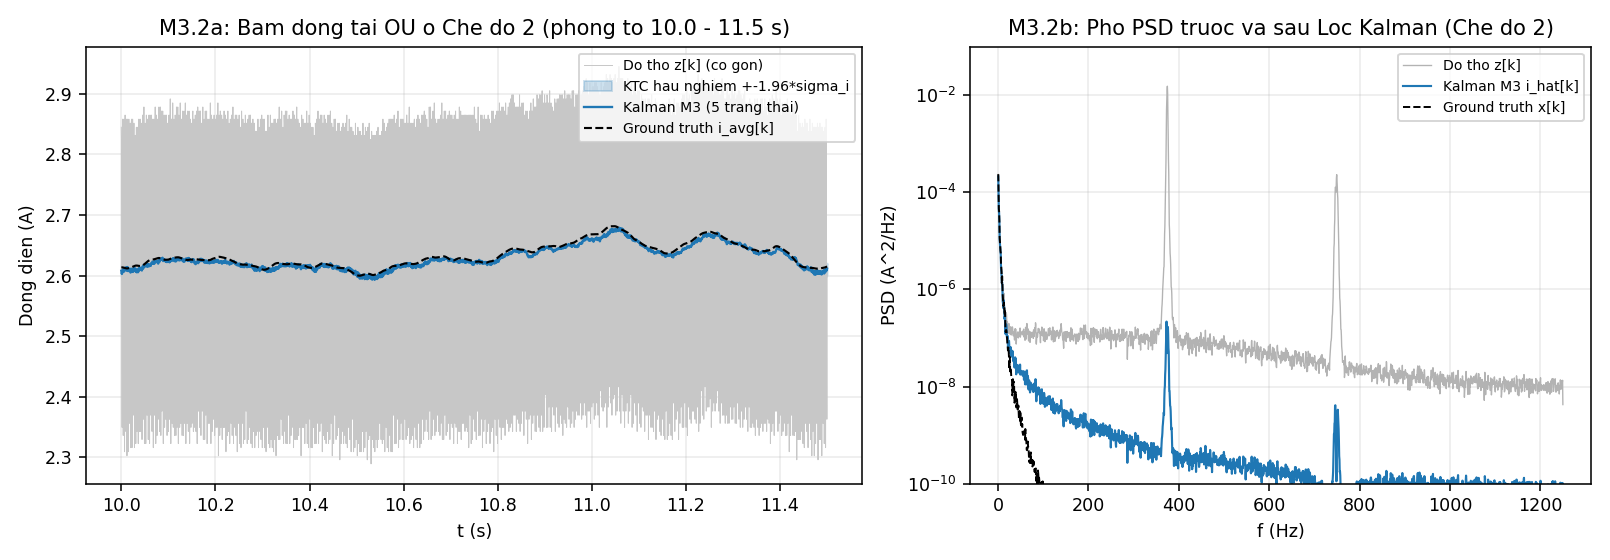 M3.2a: Bam dong tai OU o Che do 2 (phong to 10.0 - 11.5 s)
Do tho z[k] (co gon)
KTC hau nghiem +-1.96*sigma_i
Kalman M3 (5 trang thai)
Ground truth i_avg[k]
Dong dien (A)
2.9
2.8
2.7
2.6
2.5
2.4
2.3
10.0 10.2 10.4 10.6 10.8 11.0 11.2 11.4
t (s)
M3.2b: Pho PSD truoc va sau Loc Kalman (Che do 2)
Do tho z[k]
Kalman M3 i_hat[k]
Ground truth x[k]
PSD (A^2/Hz)
10⁻²
10⁻⁴
10⁻⁶
10⁻⁸
10⁻¹⁰
0 200 400 600 800 1000 1200
f (Hz)